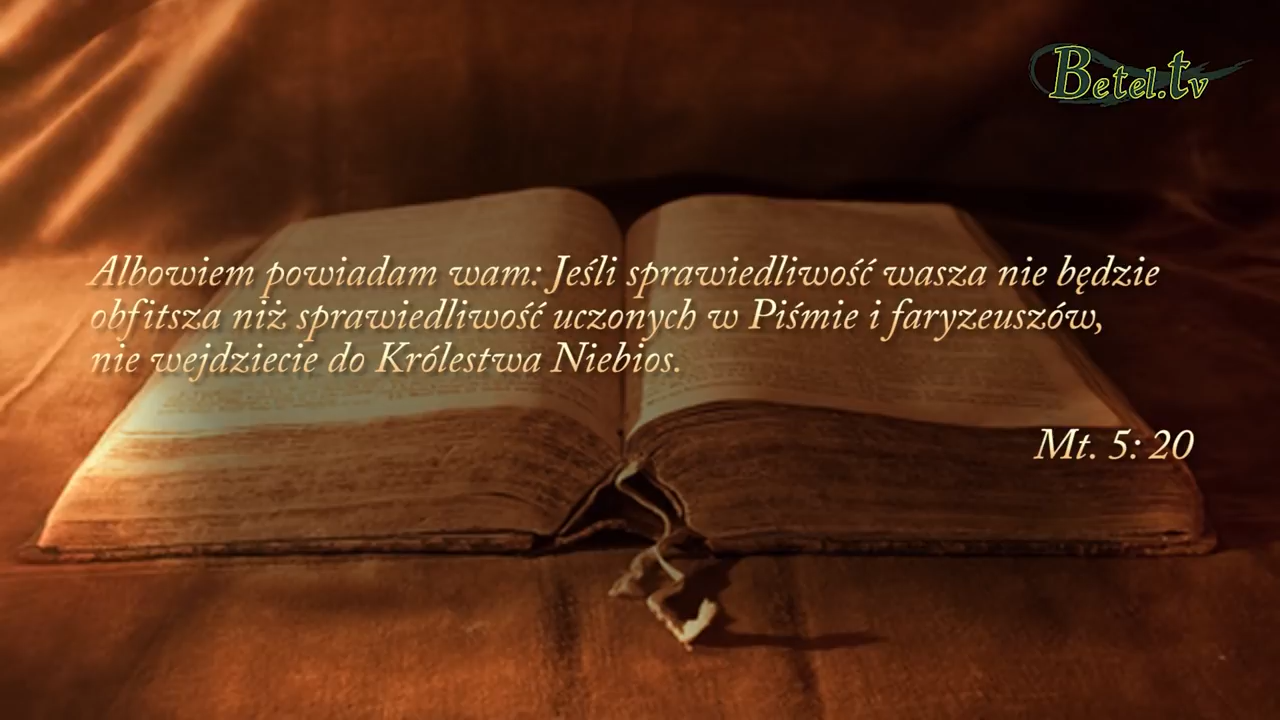 Betel.tv
Albowiem powiadam wam: Jeśli sprawiedliwość wasza nie będzie
obfitsza niż sprawiedliwość uczonych w Piśmie i faryzeuszów,
nie wejdziecie do Królestwa Niebios.
Mt. 5: 20